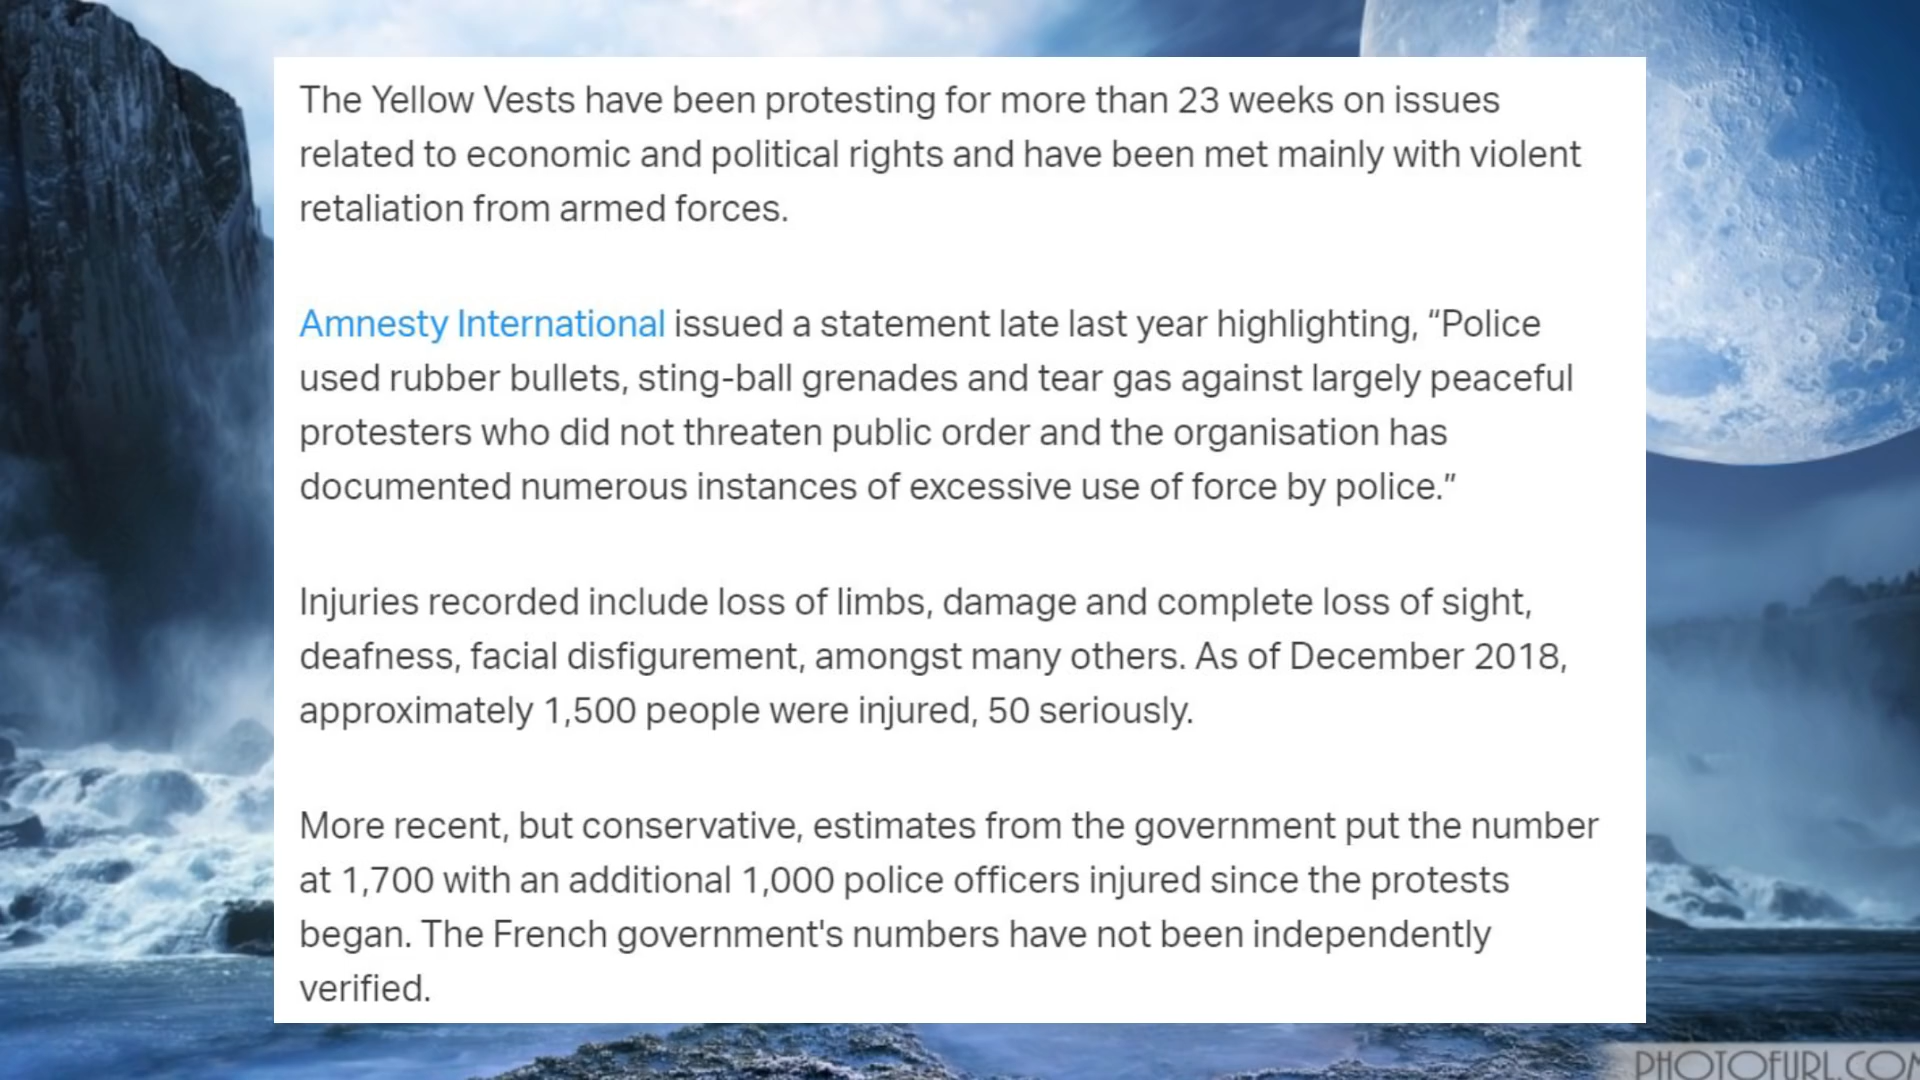 The Yellow Vests have been protesting for more than 23 weeks on issues
related to economic and political rights and have been met mainly with violent
retaliation from armed forces.
Amnesty International issued a statement late last year highlighting, “Police
used rubber bullets, sting-ball grenades and tear gas against largely peaceful
protesters who did not threaten public order and the organisation has
documented numerous instances of excessive use of force by police.”
Injuries recorded include loss of limbs, damage and complete loss of sight,
deafness, facial disfigurement, amongst many others. As of December 2018,
approximately 1,500 people were injured, 50 seriously.
More recent, but conservative, estimates from the government put the number
at 1,700 with an additional 1,000 police officers injured since the protests
began. The French government's numbers have not been independently
verified.
PHOTOFURL.COM